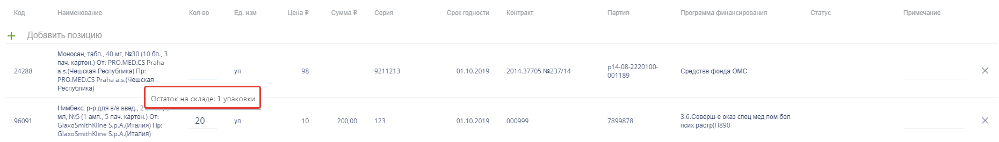 Код Наименование Кол-во Ед. изм Цена ₽ Сумма ₽ Серия Срок годности Контракт Партия Программа финансирования Статус Примечание
+ Добавить позицию
Моносан, табл., 40 мг, №30 (10 бл., 3
пач. картон.) От: PRO.MED.CS Praha
a.s.(Чешская Республика) Пр:
PRO.MED.CS Praha a.s.(Чешская
Республика)
24288 уп 98 9211213 01.10.2019 2014.37705 №237/14
р14-08-2220100-
001189
Средства фонда ОМС
Остаток на складе: 1 упаковки
Нимбекс, р-р для в/в введ., 2
мл, №5 (1 амп., 5 пач. картон.) От:
GlaxoSmithKline S.p.A.(Италия) Пр:
GlaxoSmithKline S.p.A.(Италия)
96091 20 уп 10 200,00 123 01.10.2019 000999 7899878
3.6.Соверш-е оказ спец мед пом бол
псих растр(П890